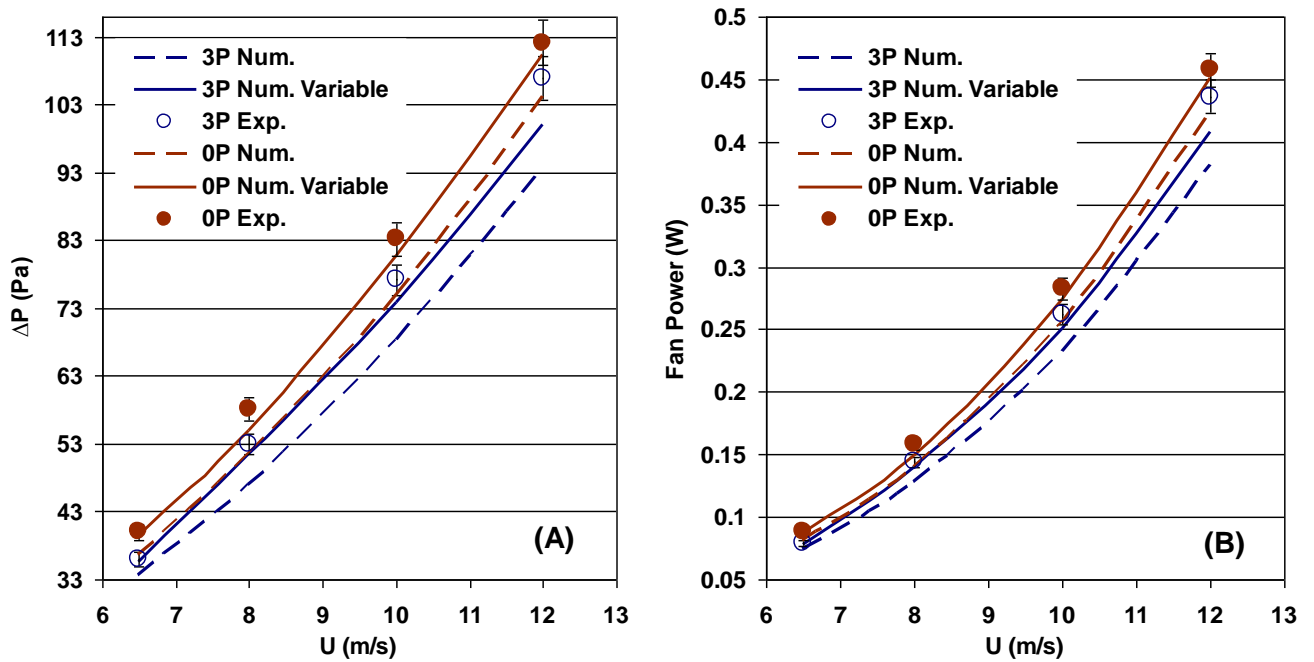 113
103
93
83
73
63
53
43
33
ΔP (Pa)
3P Num.
3P Num. Variable
3P Exp.
0P Num.
0P Num. Variable
0P Exp.
(A)
6 7 8 9 10 11 12 13
U (m/s)
0.5
0.45
0.4
0.35
0.3
0.25
0.2
0.15
0.1
0.05
Fan Power (W)
3P Num.
3P Num. Variable
3P Exp.
0P Num.
0P Num. Variable
0P Exp.
(B)
6 7 8 9 10 11 12 13
U (m/s)